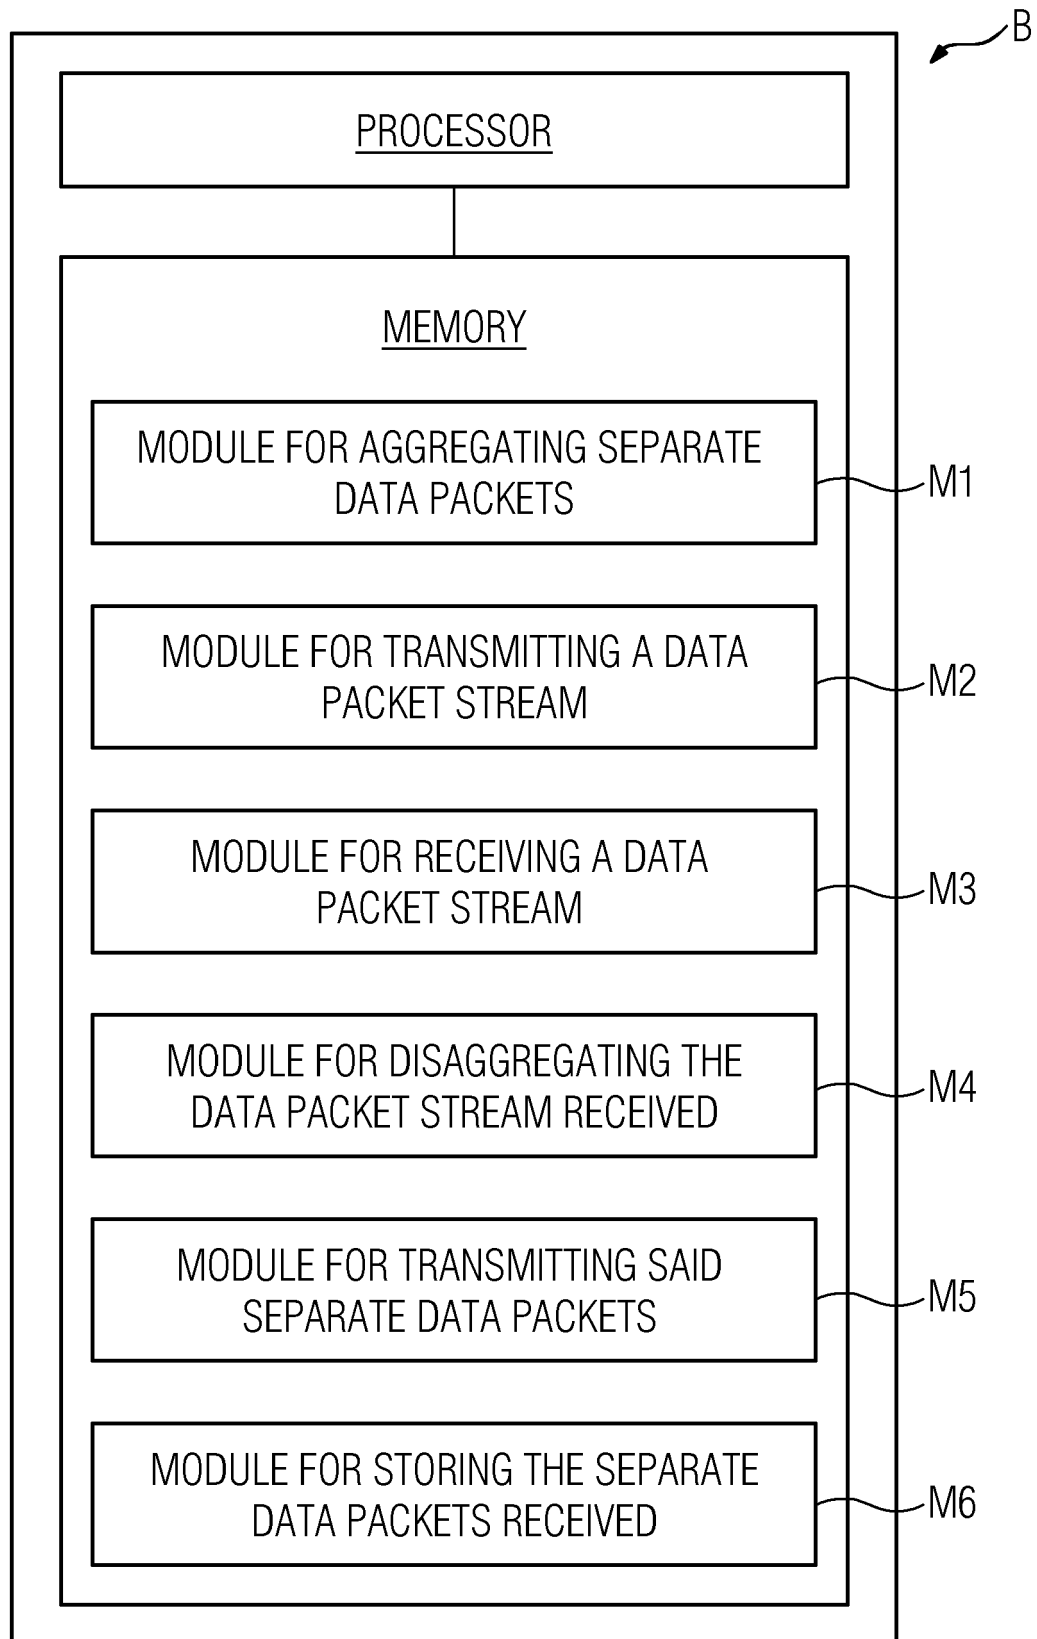 B
PROCESSOR
MEMORY
MODULE FOR AGGREGATING SEPARATE
DATA PACKETS
M1
MODULE FOR TRANSMITTING A DATA
PACKET STREAM
M2
MODULE FOR RECEIVING A DATA
PACKET STREAM
M3
MODULE FOR DISAGGREGATING THE
DATA PACKET STREAM RECEIVED
M4
MODULE FOR TRANSMITTING SAID
SEPARATE DATA PACKETS
M5
MODULE FOR STORING THE SEPARATE
DATA PACKETS RECEIVED
M6